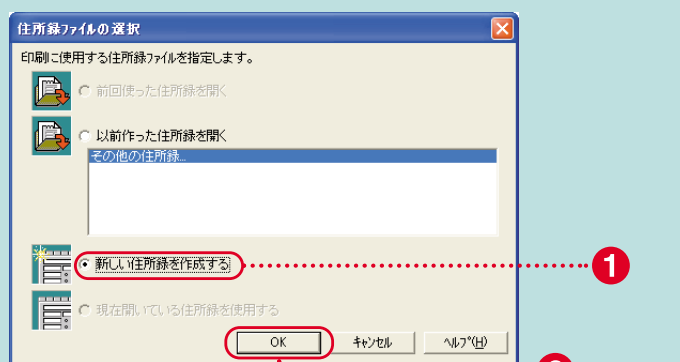 住所録ファイルの選択
印刷に使用する住所録ファイルを指定します。
前回使った住所録を開く
以前作った住所録を開く
その他の住所録...
新しい住所録を作成する
1
現在開いている住所録を使用する
OK
キャンセル
ヘルプ(H)